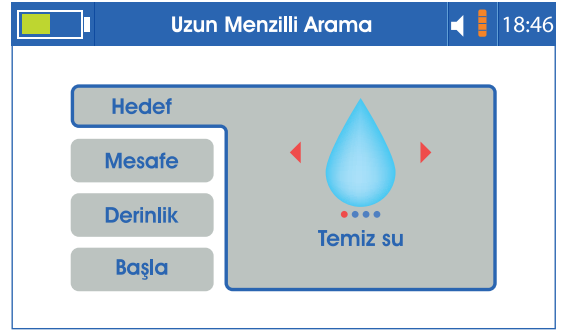 Uzun Menzilli Arama
18:46
Hedef
Mesafe
Derinlik
Başla
Temiz su